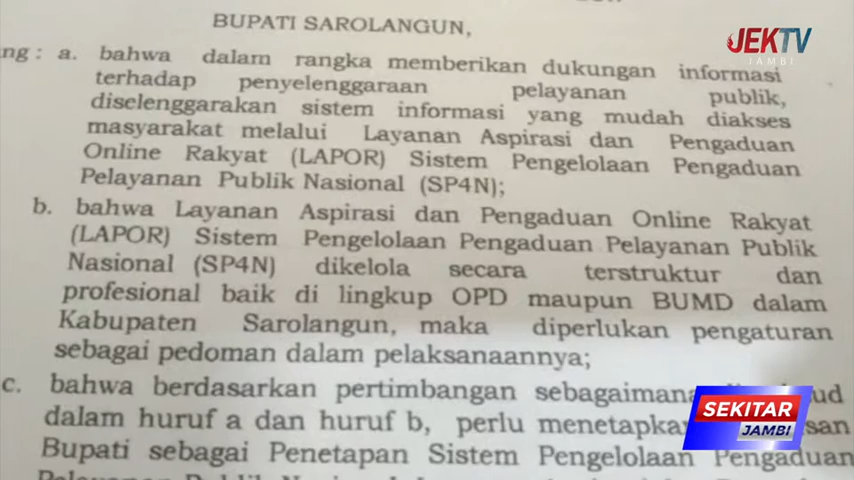 BUPATI SAROLANGUN,
JEKTV
JAMBI
ng : a. bahwa dalam rangka memberikan dukungan informasi
terhadap penyelenggaraan pelayanan publik,
diselenggarakan sistem informasi yang mudah diakses
masyarakat melalui Layanan Aspirasi dan Pengaduan
Online Rakyat (LAPOR) Sistem Pengelolaan Pengaduan
Pelayanan Publik Nasional (SP4N);
b. bahwa Layanan Aspirasi dan Pengaduan Online Rakyat
(LAPOR) Sistem Pengelolaan Pengaduan Pelayanan Publik
Nasional (SP4N) dikelola secara terstruktur dan
profesional baik di lingkup OPD maupun BUMD dalam
Kabupaten Sarolangun, maka diperlukan pengaturan
sebagai pedoman dalam pelaksanaannya;
c. bahwa berdasarkan pertimbangan sebagaimana ud
dalam huruf a dan huruf b, perlu menetapka san
Bupati sebagai Penetapan Sistem Pengelolaan Pengaduan
SEKITAR
JAMBI